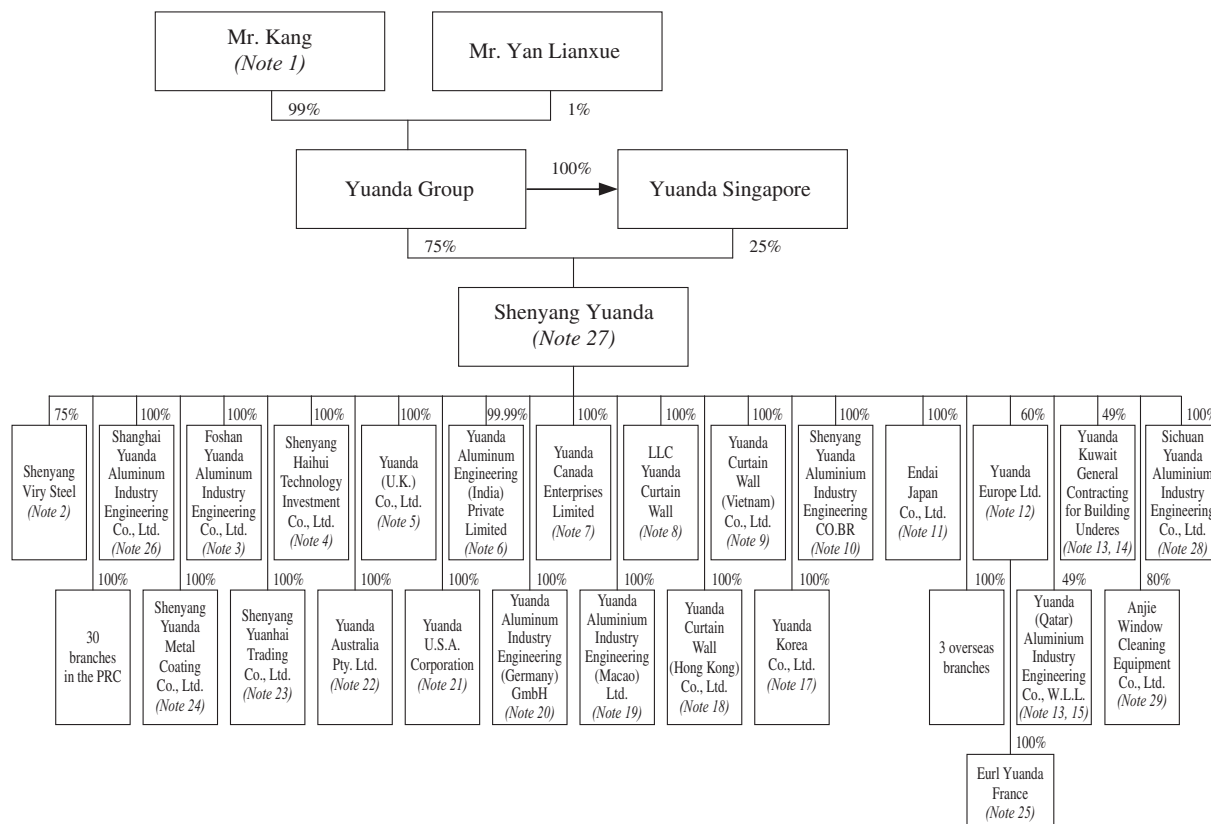 Mr. Kang
(Note 1)
Mr. Yan Lianxue
99%
1%
Yuanda Group
100%
Yuanda Singapore
75%
25%
Shenyang Yuanda
(Note 27)
75%
Shenyang
Viry Steel
(Note 2)
100%
Shanghai
Yuanda
Aluminum
Industry
Engineering
Co., Ltd.
(Note 26)
100%
Foshan
Yuanda
Aluminum
Industry
Engineering
Co., Ltd.
(Note 3)
100%
Shenyang
Haihui
Technology
Investment
Co., Ltd.
(Note 4)
100%
Yuanda
(U.K.)
Co., Ltd.
(Note 5)
99.99%
Yuanda
Aluminum
Engineering
(India)
Private
Limited
(Note 6)
100%
Yuanda
Canada
Enterprises
Limited
(Note 7)
100%
LLC
Yuanda
Curtain
Wall
(Note 8)
100%
Yuanda
Curtain
Wall
(Vietnam)
Co., Ltd.
(Note 9)
100%
Shenyang
Yuanda
Aluminium
Industry
Engineering
CO.BR
(Note 10)
100%
Endai
Japan
Co., Ltd.
(Note 11)
60%
Yuanda
Europe Ltd.
(Note 12)
49%
Yuanda
Kuwait
General
Contracting
for Building
Underes
(Note 13, 14)
100%
Sichuan
Yuanda
Aluminium
Industry
Engineering
Co., Ltd.
(Note 28)
100%
30
branches
in the PRC
100%
Shenyang
Yuanda
Metal
Coating
Co., Ltd.
(Note 24)
100%
Shenyang
Yuanhai
Trading
Co., Ltd.
(Note 23)
100%
Yuanda
Australia
Pty. Ltd.
(Note 22)
100%
Yuanda
U.S.A.
Corporation
(Note 21)
100%
Yuanda
Aluminum
Industry
Engineering
(Germany)
GmbH
(Note 20)
100%
Yuanda
Aluminium
Industry
Engineering
(Macao)
Ltd.
(Note 19)
100%
Yuanda
Curtain
Wall
(Hong Kong)
Co., Ltd.
(Note 18)
100%
Yuanda
Korea
Co., Ltd.
(Note 17)
100%
3 overseas
branches
49%
Yuanda
(Qatar)
Aluminium
Industry
Engineering
Co., W.L.L.
(Note 13, 15)
80%
Anjie
Window
Cleaning
Equipment
Co., Ltd.
(Note 29)
100%
Eurl Yuanda
France
(Note 25)